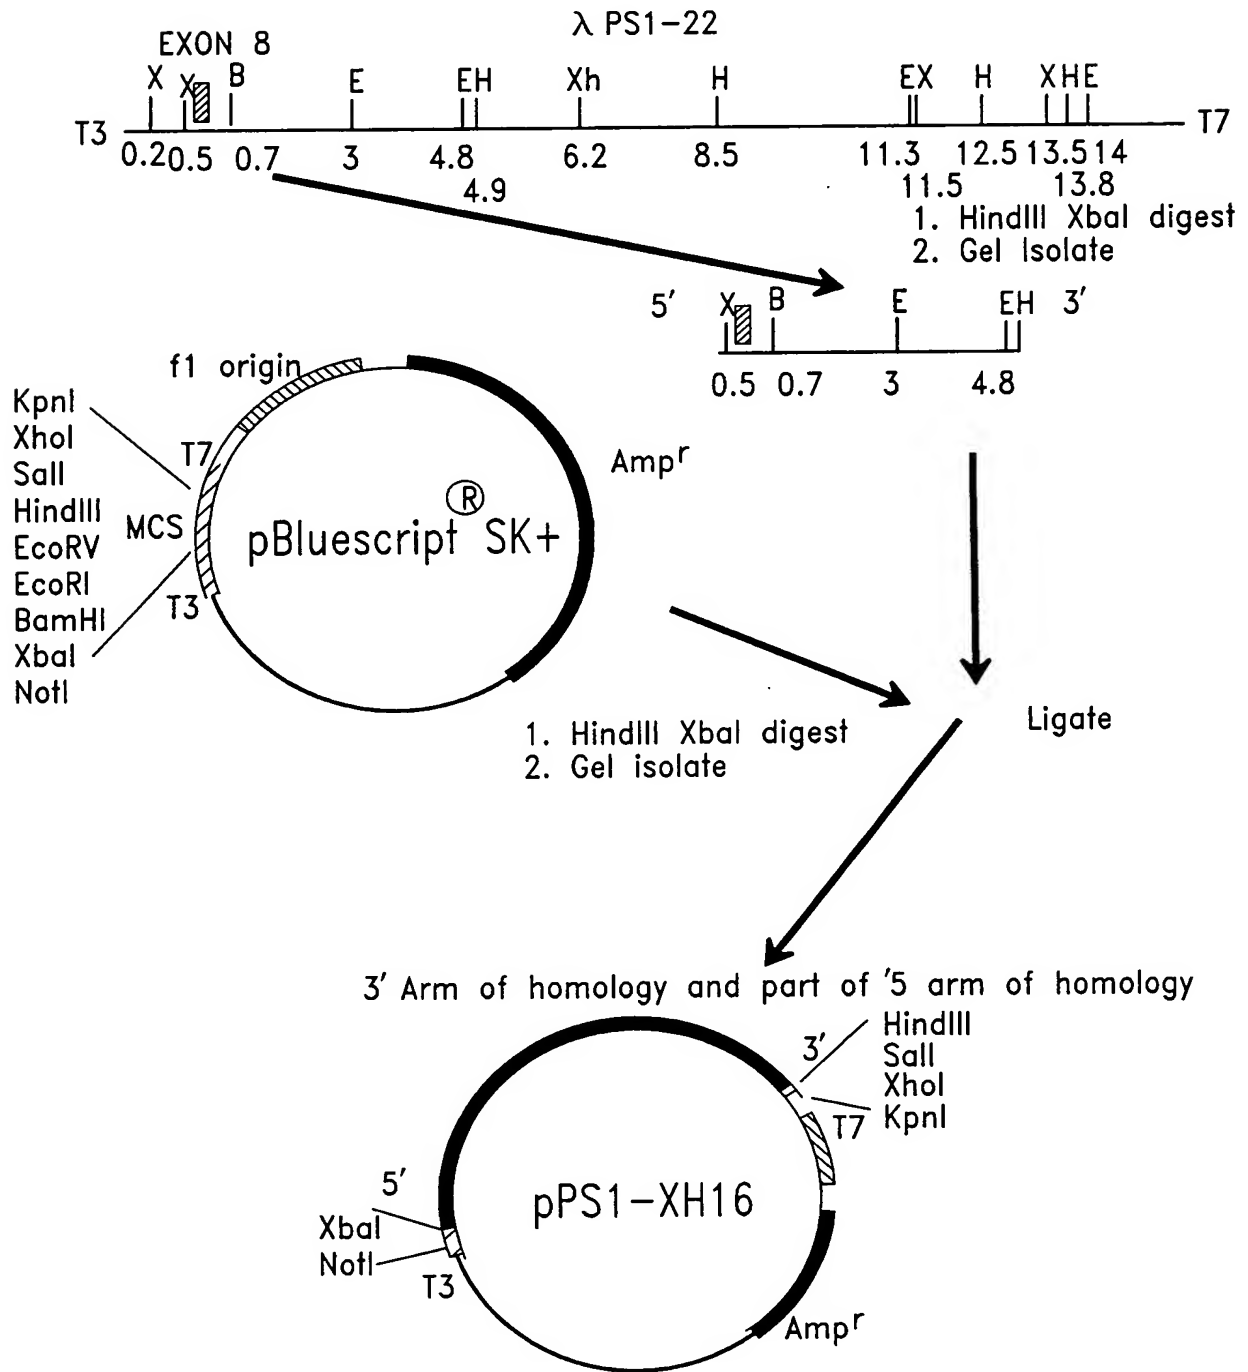 λ PS1-22
EXON 8
X X B E EH Xh H EX H X H E
T3 T7
0.2 0.5 0.7 3 4.8 6.2 8.5 11.3 12.5 13.5 14
4.9 11.5 13.8
1. HindIII XbaI digest
2. Gel Isolate
5' X B E EH 3'
0.5 0.7 3 4.8
f1 origin
KpnI
XhoI
SalI
HindIII
EcoRV
EcoRI
BamHI
XbaI
NotI
T7
MCS
T3
Ampr
pBluescript® SK+
1. HindIII XbaI digest
2. Gel isolate
Ligate
3' Arm of homology and part of '5 arm of homology
3'
HindIII
SalI
XhoI
KpnI
T7
5'
XbaI
NotI
T3
pPS1-XH16
Ampr